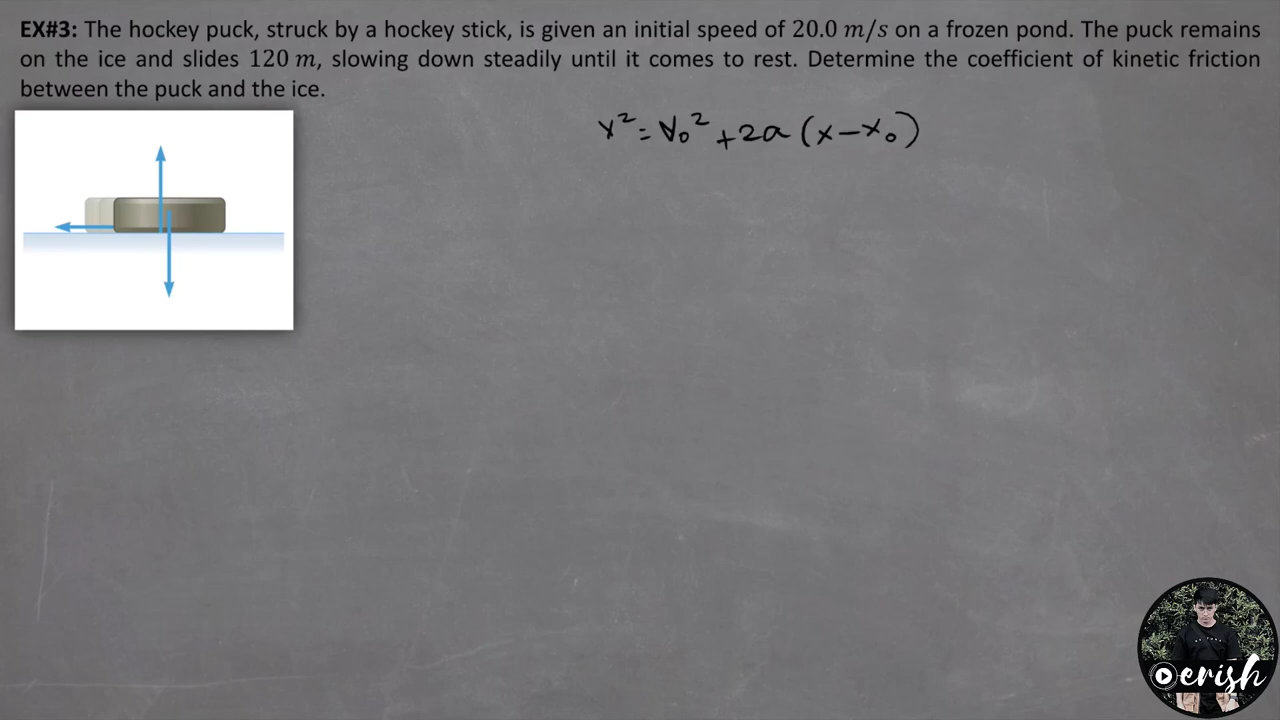 EX#3: The hockey puck, struck by a hockey stick, is given an initial speed of 20.0 m/s on a frozen pond. The puck remains
on the ice and slides 120 m, slowing down steadily until it comes to rest. Determine the coefficient of kinetic friction
between the puck and the ice.
v² = v₀² + 2a (x − x₀)
erish